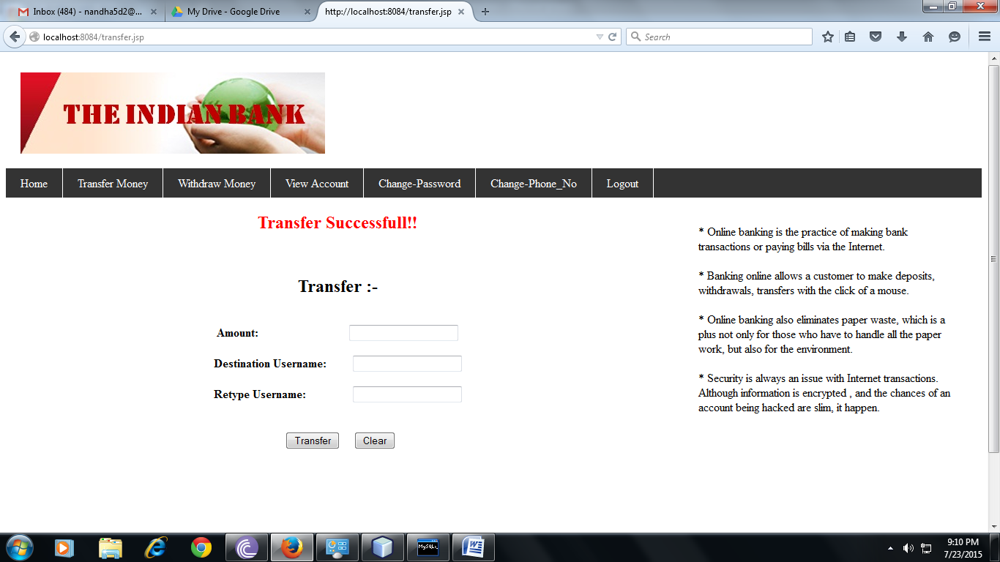 Inbox (484) - nandha5d2@...
My Drive - Google Drive
http://localhost:8084/transfer.jsp
localhost:8084/transfer.jsp
Search
THE INDIAN BANK
Home
Transfer Money
Withdraw Money
View Account
Change-Password
Change-Phone_No
Logout
Transfer Successfull!!
Transfer :-
Amount:
Destination Username:
Retype Username:
Transfer
Clear
* Online banking is the practice of making bank
transactions or paying bills via the Internet.
* Banking online allows a customer to make deposits,
withdrawals, transfers with the click of a mouse.
* Online banking also eliminates paper waste, which is a
plus not only for those who have to handle all the paper
work, but also for the environment.
* Security is always an issue with Internet transactions.
Although information is encrypted , and the chances of an
account being hacked are slim, it happen.
MySQL
9:10 PM
7/23/2015